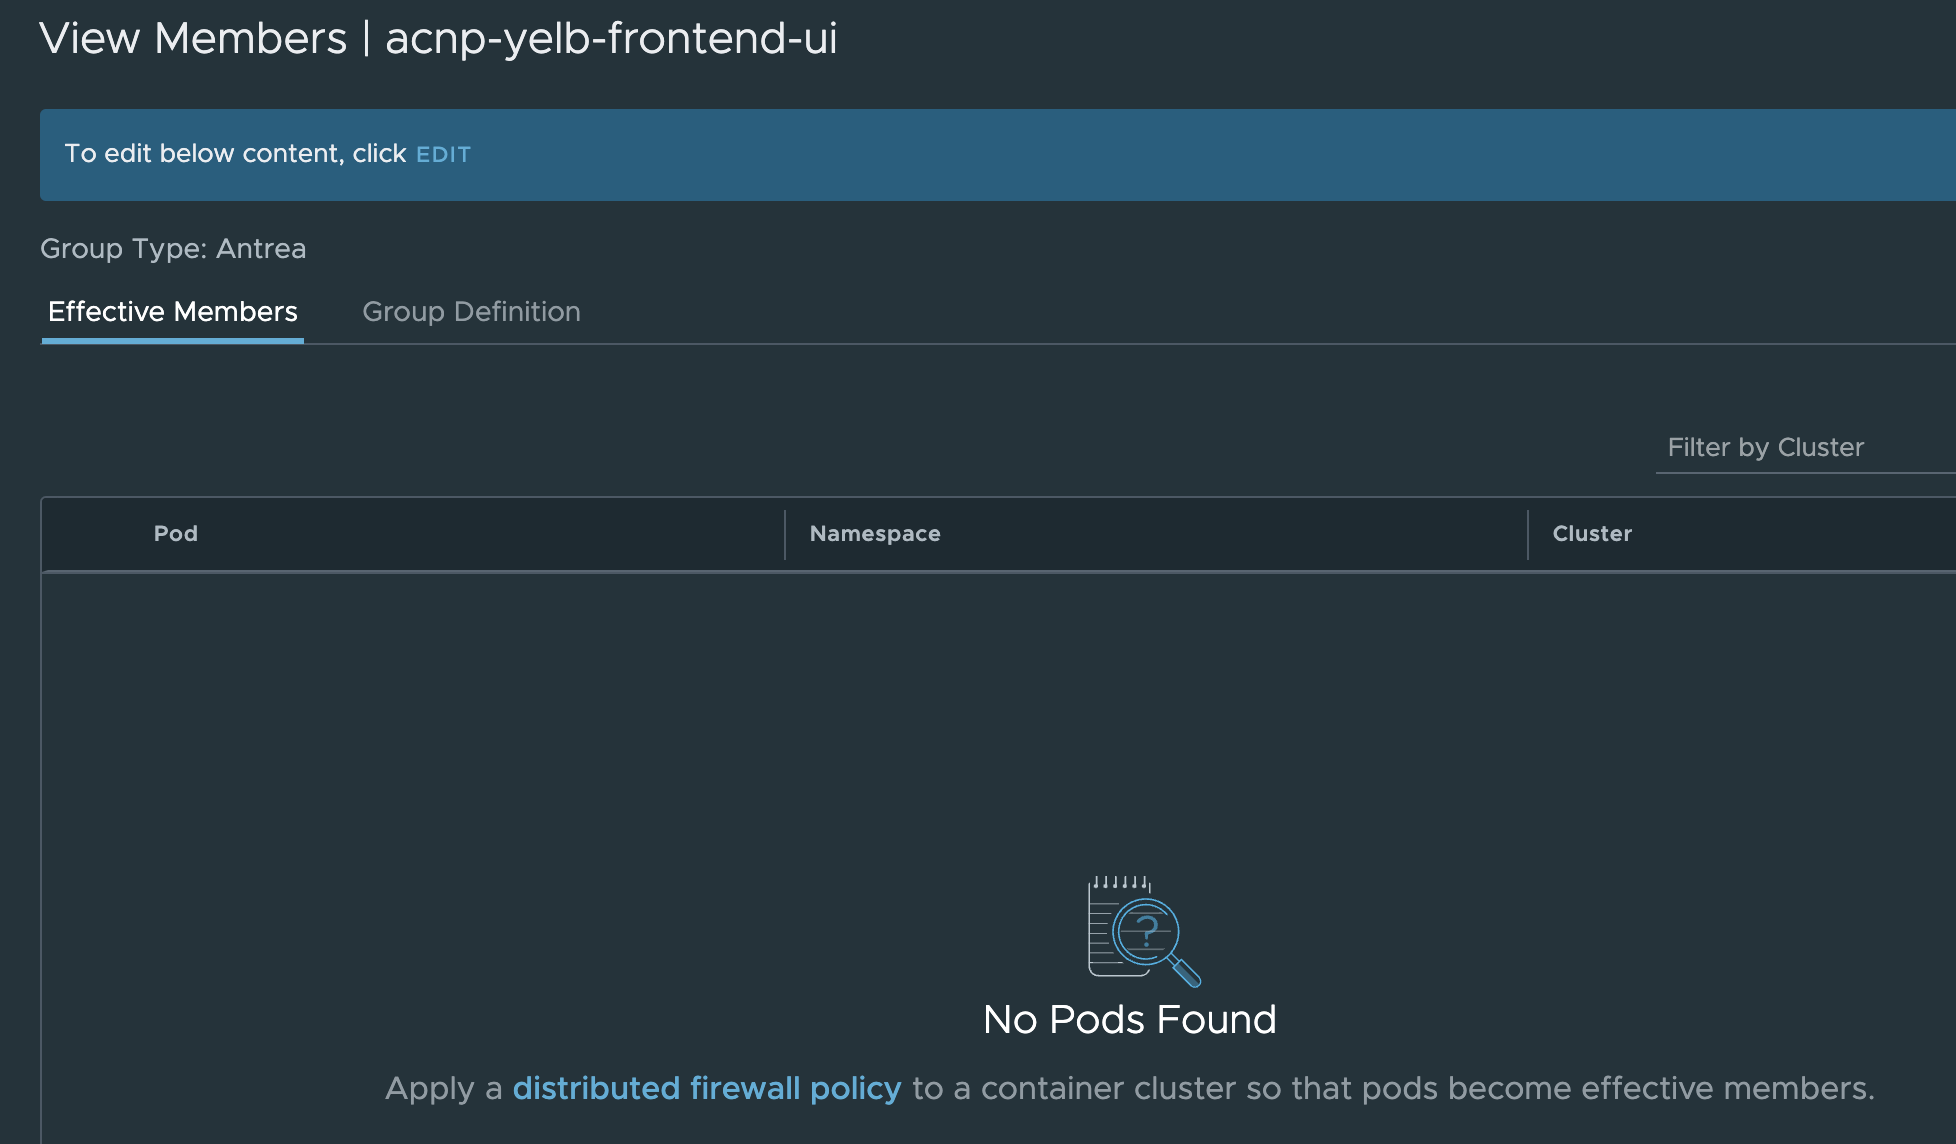 View Members | acnp-yelb-frontend-ui
To edit below content, click EDIT
Group Type: Antrea
Effective Members Group Definition
Filter by Cluster
Pod Namespace Cluster
?
No Pods Found
Apply a distributed firewall policy to a container cluster so that pods become effective members.